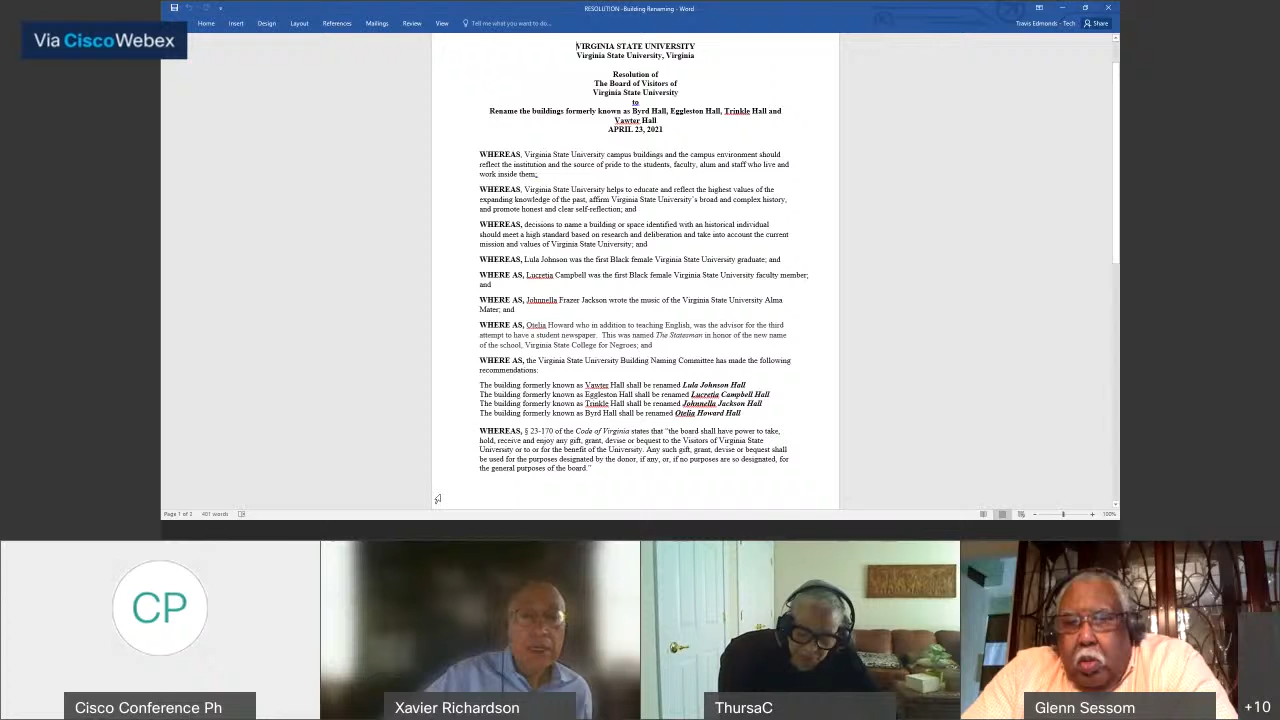 RESOLUTION -Building Renaming - Word
Home Insert Design Layout References Mailings Review View Tell me what you want to do... Travis Edmonds - Tech Share
Via CiscoWebex
VIRGINIA STATE UNIVERSITY
Virginia State University, Virginia
Resolution of
The Board of Visitors of
Virginia State University
to
Rename the buildings formerly known as Byrd Hall, Eggleston Hall, Trinkle Hall and
Vawter Hall
APRIL 23, 2021
WHEREAS, Virginia State University campus buildings and the campus environment should
reflect the institution and the source of pride to the students, faculty, alum and staff who live and
work inside them;
WHEREAS, Virginia State University helps to educate and reflect the highest values of the
expanding knowledge of the past, affirm Virginia State University's broad and complex history,
and promote honest and clear self-reflection; and
WHEREAS, decisions to name a building or space identified with an historical individual
should meet a high standard based on research and deliberation and take into account the current
mission and values of Virginia State University; and
WHEREAS, Lula Johnson was the first Black female Virginia State University graduate; and
WHERE AS, Lucretia Campbell was the first Black female Virginia State University faculty member;
and
WHERE AS, Johnnella Frazer Jackson wrote the music of the Virginia State University Alma
Mater; and
WHERE AS, Otelia Howard who in addition to teaching English, was the advisor for the third
attempt to have a student newspaper. This was named The Statesman in honor of the new name
of the school, Virginia State College for Negroes; and
WHERE AS, the Virginia State University Building Naming Committee has made the following
recommendations:
The building formerly known as Vawter Hall shall be renamed Lula Johnson Hall
The building formerly known as Eggleston Hall shall be renamed Lucretia Campbell Hall
The building formerly known as Trinkle Hall shall be renamed Johnnella Jackson Hall
The building formerly known as Byrd Hall shall be renamed Otelia Howard Hall
WHEREAS, § 23-170 of the Code of Virginia states that “the board shall have power to take,
hold, receive and enjoy any gift, grant, devise or bequest to the Visitors of Virginia State
University or to or for the benefit of the University. Any such gift, grant, devise or bequest shall
be used for the purposes designated by the donor, if any, or, if no purposes are so designated, for
the general purposes of the board.”
Page 1 of 2 401 words 100%
CP
Cisco Conference Ph
Xavier Richardson
ThursaC
Glenn Sessom
+10